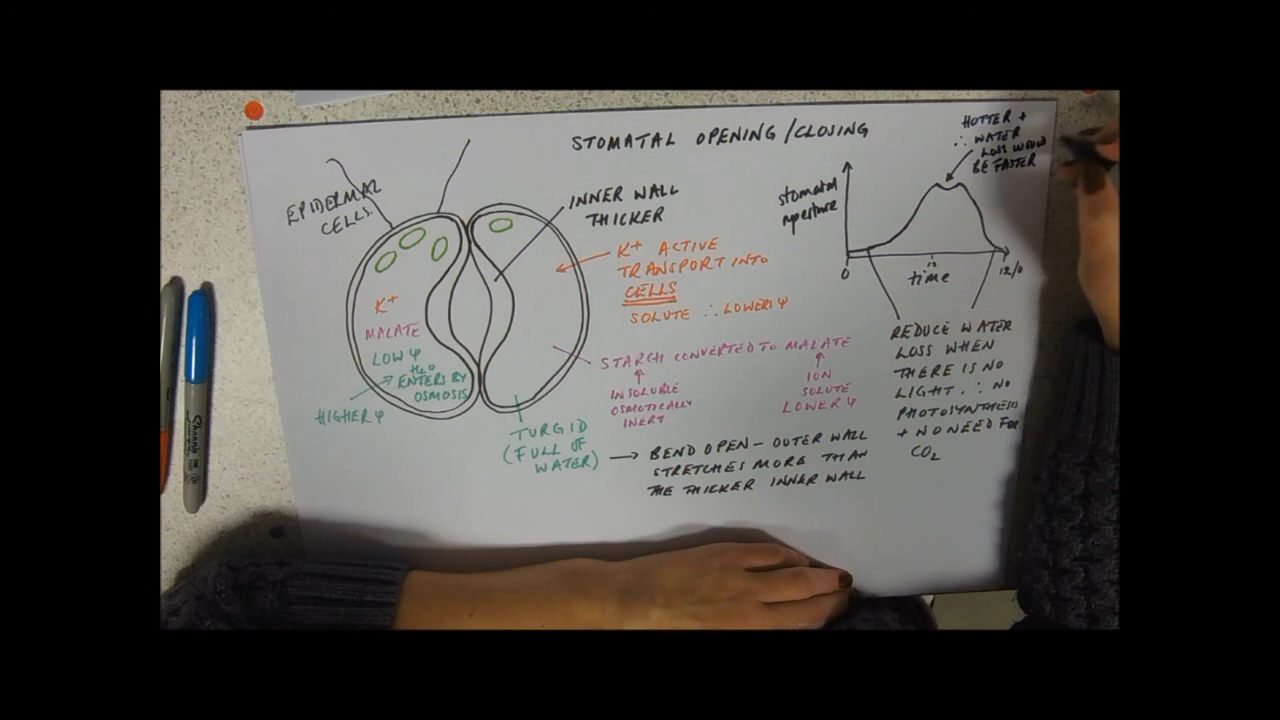 STOMATAL OPENING/CLOSING
EPIDERMAL
CELLS.
INNER WALL
THICKER
K+ ACTIVE
TRANSPORT INTO
CELLS
SOLUTE ∴ LOWERS ψ
K+
MALATE
LOW ψ
H2O
ENTERS BY
OSMOSIS
HIGHER ψ
STARCH CONVERTED TO MALATE
INSOLUBLE
OSMOTICALLY
INERT
ION
SOLUTE
LOWER ψ
TURGID
(FULL OF
WATER)
BEND OPEN - OUTER WALL
STRETCHES MORE THAN
THE THICKER INNER WALL
HOTTER +
∴ WATER
LOSS WOULD
BE FASTER
stomatal
aperture
0
time
12/0
REDUCE WATER
LOSS WHEN
THERE IS NO
LIGHT ∴ NO
PHOTOSYNTHESIS
+ NO NEED FOR
CO2
Sharpie